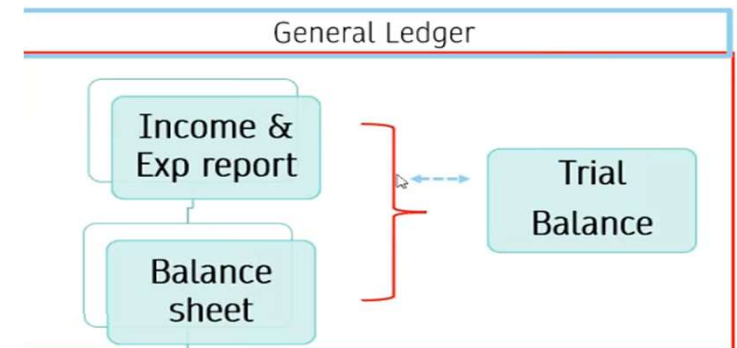 General Ledger
Income &
Exp report
Trial
Balance
Balance
sheet